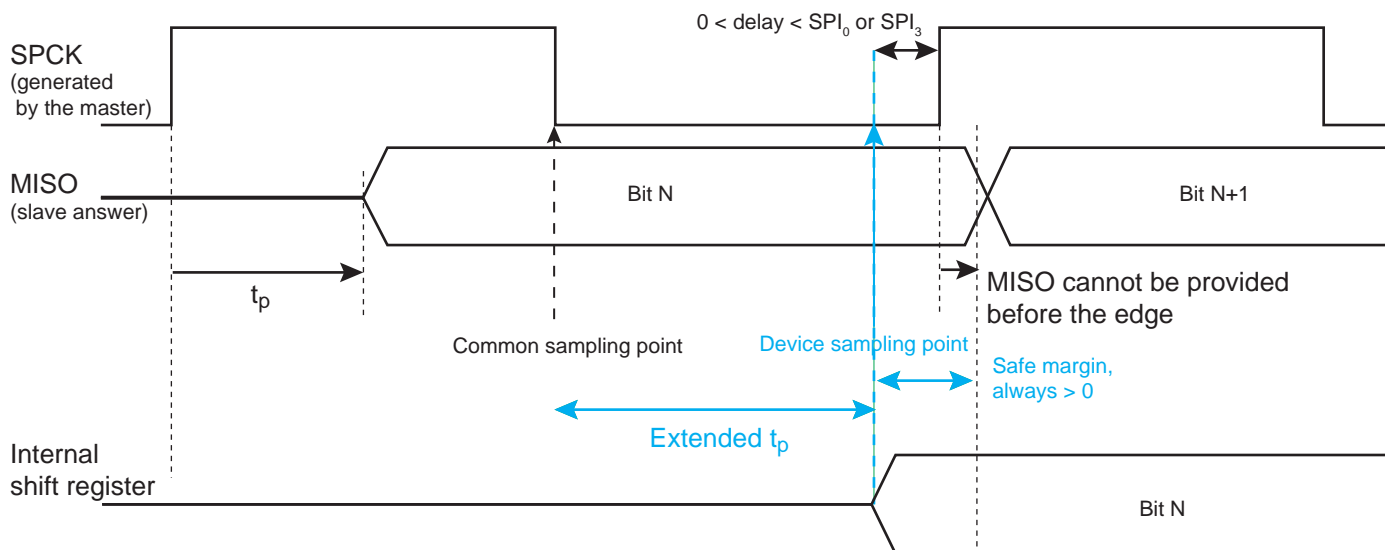 0 < delay < SPI₀ or SPI₃
SPCK
(generated
by the master)
MISO
(slave answer)
Bit N
Bit N+1
tₚ
MISO cannot be provided
before the edge
Common sampling point
Device sampling point
Safe margin,
always > 0
Extended tₚ
Internal
shift register
Bit N